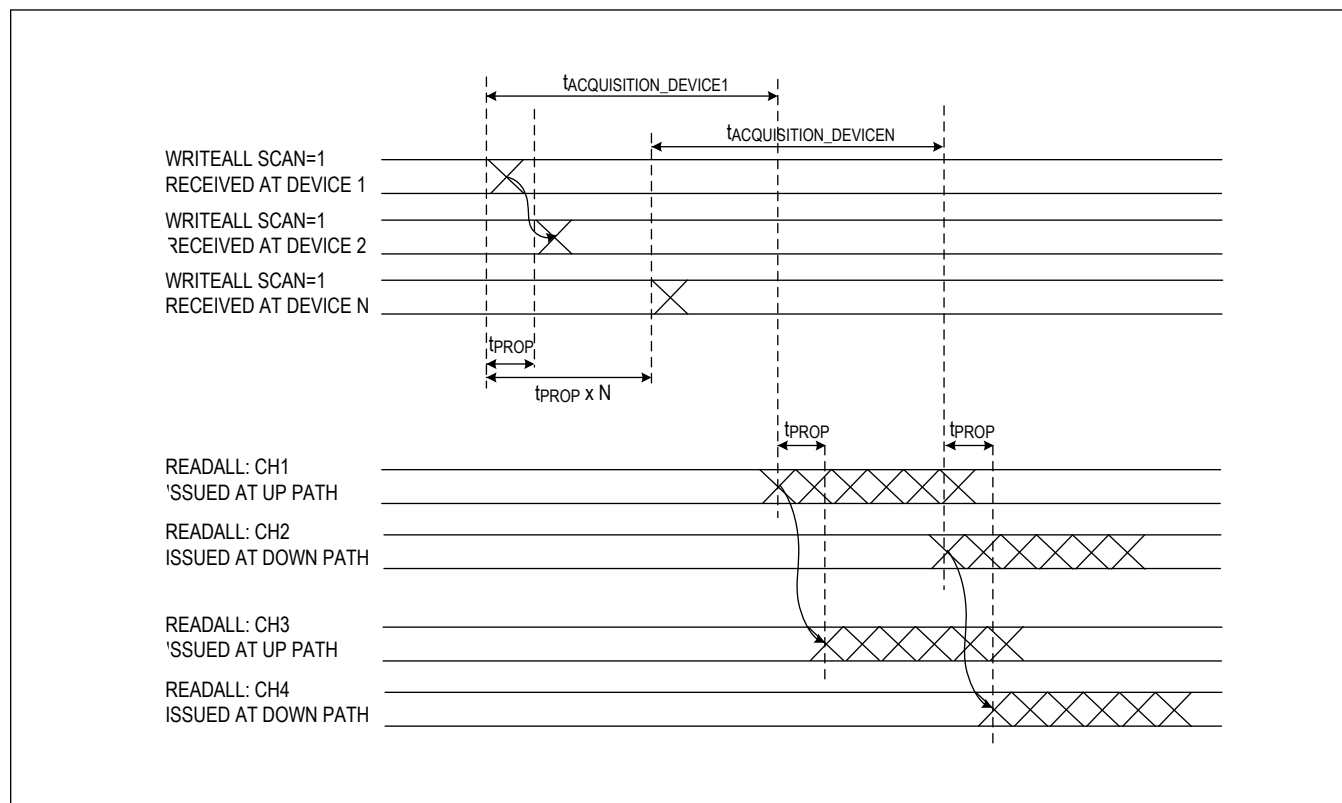 tACQUISITION_DEVICE1
tACQUISITION_DEVICEN
WRITEALL SCAN=1
RECEIVED AT DEVICE 1
WRITEALL SCAN=1
RECEIVED AT DEVICE 2
WRITEALL SCAN=1
RECEIVED AT DEVICE N
tPROP
tPROP x N
tPROP
tPROP
READALL: CH1
'SSUED AT UP PATH
READALL: CH2
ISSUED AT DOWN PATH
READALL: CH3
'SSUED AT UP PATH
READALL: CH4
ISSUED AT DOWN PATH